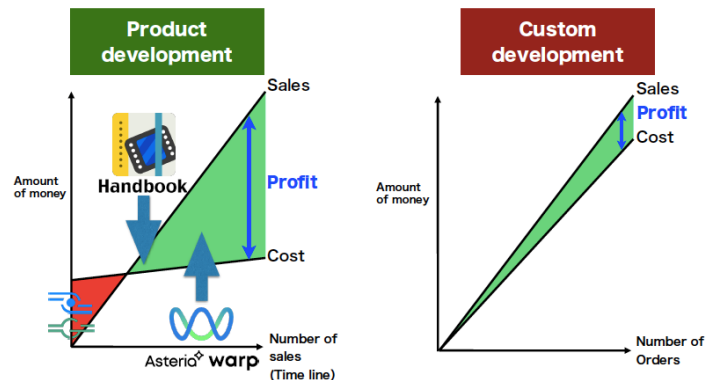 Product
development
Sales
Handbook
Amount
of money
Profit
Cost
Number of
sales
(Time line)
Asteria warp
Custom
development
Sales
Profit
Cost
Amount
of money
Number of
Orders